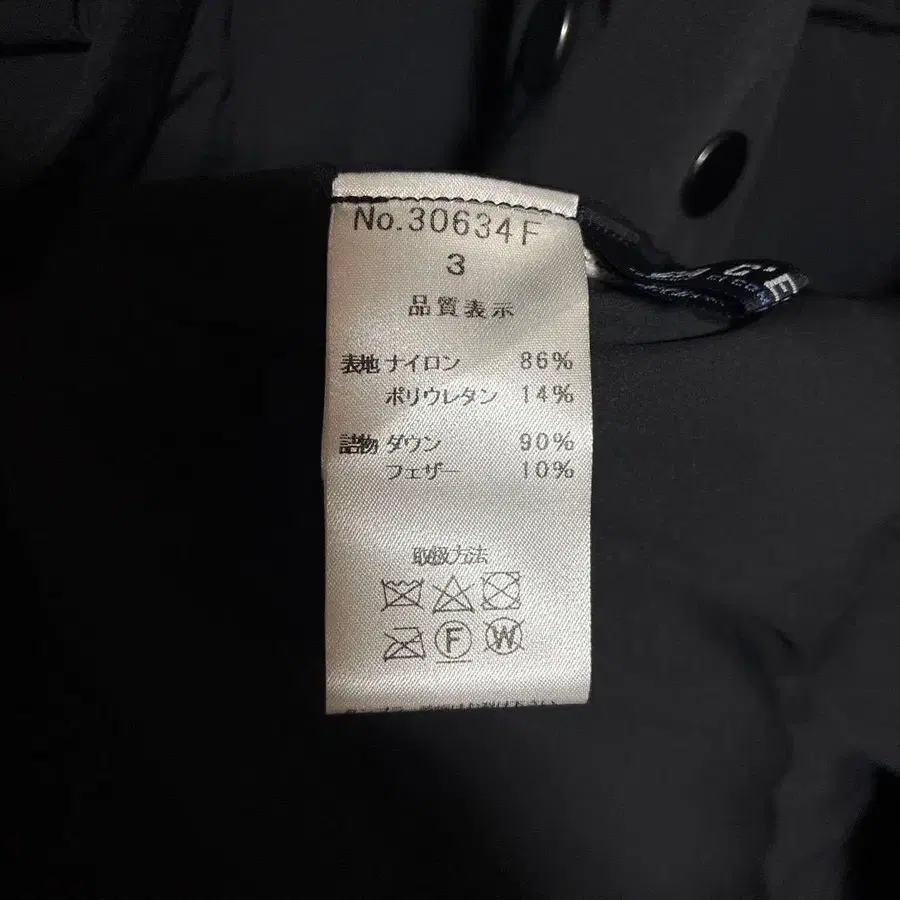 No.30634F
3
品質表示
表地 ナイロン 86%
ポリウレタン 14%
詰物 ダウン 90%
フェザー 10%
取扱方法
F W